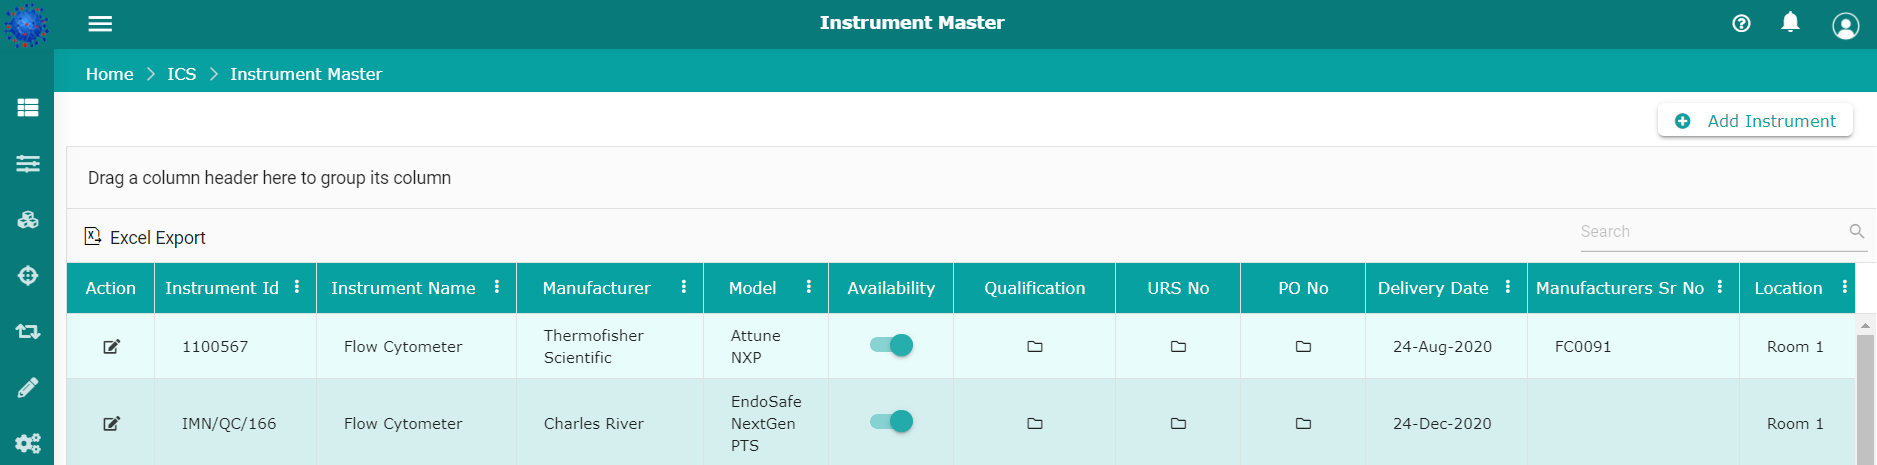 Instrument Master
Home > ICS > Instrument Master
Add Instrument
Drag a column header here to group its column
Excel Export
Search
Action Instrument Id Instrument Name Manufacturer Model Availability Qualification URS No PO No Delivery Date Manufacturers Sr No Location
1100567 Flow Cytometer Thermofisher Scientific Attune NXP 24-Aug-2020 FC0091 Room 1
IMN/QC/166 Flow Cytometer Charles River EndoSafe NextGen PTS 24-Dec-2020 Room 1